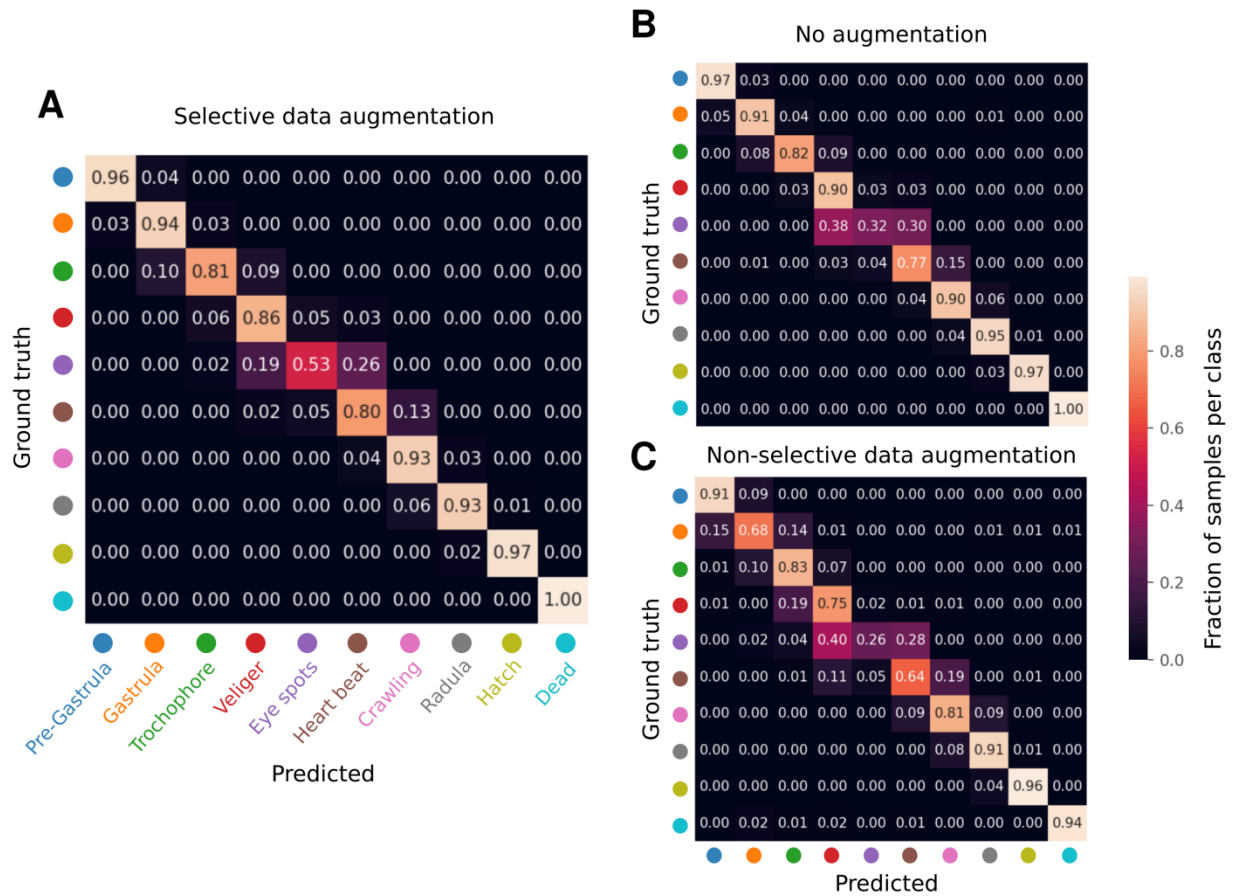 A
Selective data augmentation
Ground truth
0.96 0.04 0.00 0.00 0.00 0.00 0.00 0.00 0.00 0.00
0.03 0.94 0.03 0.00 0.00 0.00 0.00 0.00 0.00 0.00
0.00 0.10 0.81 0.09 0.00 0.00 0.00 0.00 0.00 0.00
0.00 0.00 0.06 0.86 0.05 0.03 0.00 0.00 0.00 0.00
0.00 0.00 0.02 0.19 0.53 0.26 0.00 0.00 0.00 0.00
0.00 0.00 0.00 0.02 0.05 0.80 0.13 0.00 0.00 0.00
0.00 0.00 0.00 0.00 0.00 0.04 0.93 0.03 0.00 0.00
0.00 0.00 0.00 0.00 0.00 0.00 0.06 0.93 0.01 0.00
0.00 0.00 0.00 0.00 0.00 0.00 0.00 0.02 0.97 0.00
0.00 0.00 0.00 0.00 0.00 0.00 0.00 0.00 0.00 1.00
Pre-Gastrula
Gastrula
Trochophore
Veliger
Eye spots
Heart beat
Crawling
Radula
Hatch
Dead
Predicted
B
No augmentation
Ground truth
0.97 0.03 0.00 0.00 0.00 0.00 0.00 0.00 0.00 0.00
0.05 0.91 0.04 0.00 0.00 0.00 0.00 0.01 0.00 0.00
0.00 0.08 0.82 0.09 0.00 0.00 0.00 0.00 0.00 0.00
0.00 0.00 0.03 0.90 0.03 0.03 0.00 0.00 0.00 0.00
0.00 0.00 0.00 0.38 0.32 0.30 0.00 0.00 0.00 0.00
0.00 0.01 0.00 0.03 0.04 0.77 0.15 0.00 0.00 0.00
0.00 0.00 0.00 0.00 0.00 0.04 0.90 0.06 0.00 0.00
0.00 0.00 0.00 0.00 0.00 0.00 0.04 0.95 0.01 0.00
0.00 0.00 0.00 0.00 0.00 0.00 0.00 0.03 0.97 0.00
0.00 0.00 0.00 0.00 0.00 0.00 0.00 0.00 0.00 1.00
C
Non-selective data augmentation
Ground truth
0.91 0.09 0.00 0.00 0.00 0.00 0.00 0.00 0.00 0.00
0.15 0.68 0.14 0.01 0.00 0.00 0.00 0.01 0.01 0.01
0.01 0.10 0.83 0.07 0.00 0.00 0.00 0.00 0.00 0.00
0.01 0.00 0.19 0.75 0.02 0.01 0.01 0.00 0.00 0.00
0.00 0.02 0.04 0.40 0.26 0.28 0.00 0.00 0.00 0.00
0.00 0.00 0.00 0.11 0.05 0.64 0.19 0.00 0.00 0.00
0.00 0.00 0.00 0.00 0.00 0.09 0.81 0.09 0.00 0.00
0.00 0.00 0.00 0.00 0.00 0.00 0.08 0.91 0.01 0.00
0.00 0.00 0.00 0.00 0.00 0.00 0.00 0.04 0.96 0.00
0.00 0.02 0.01 0.02 0.00 0.01 0.00 0.00 0.00 0.94
Predicted
0.8
0.6
0.4
0.2
0.0
Fraction of samples per class